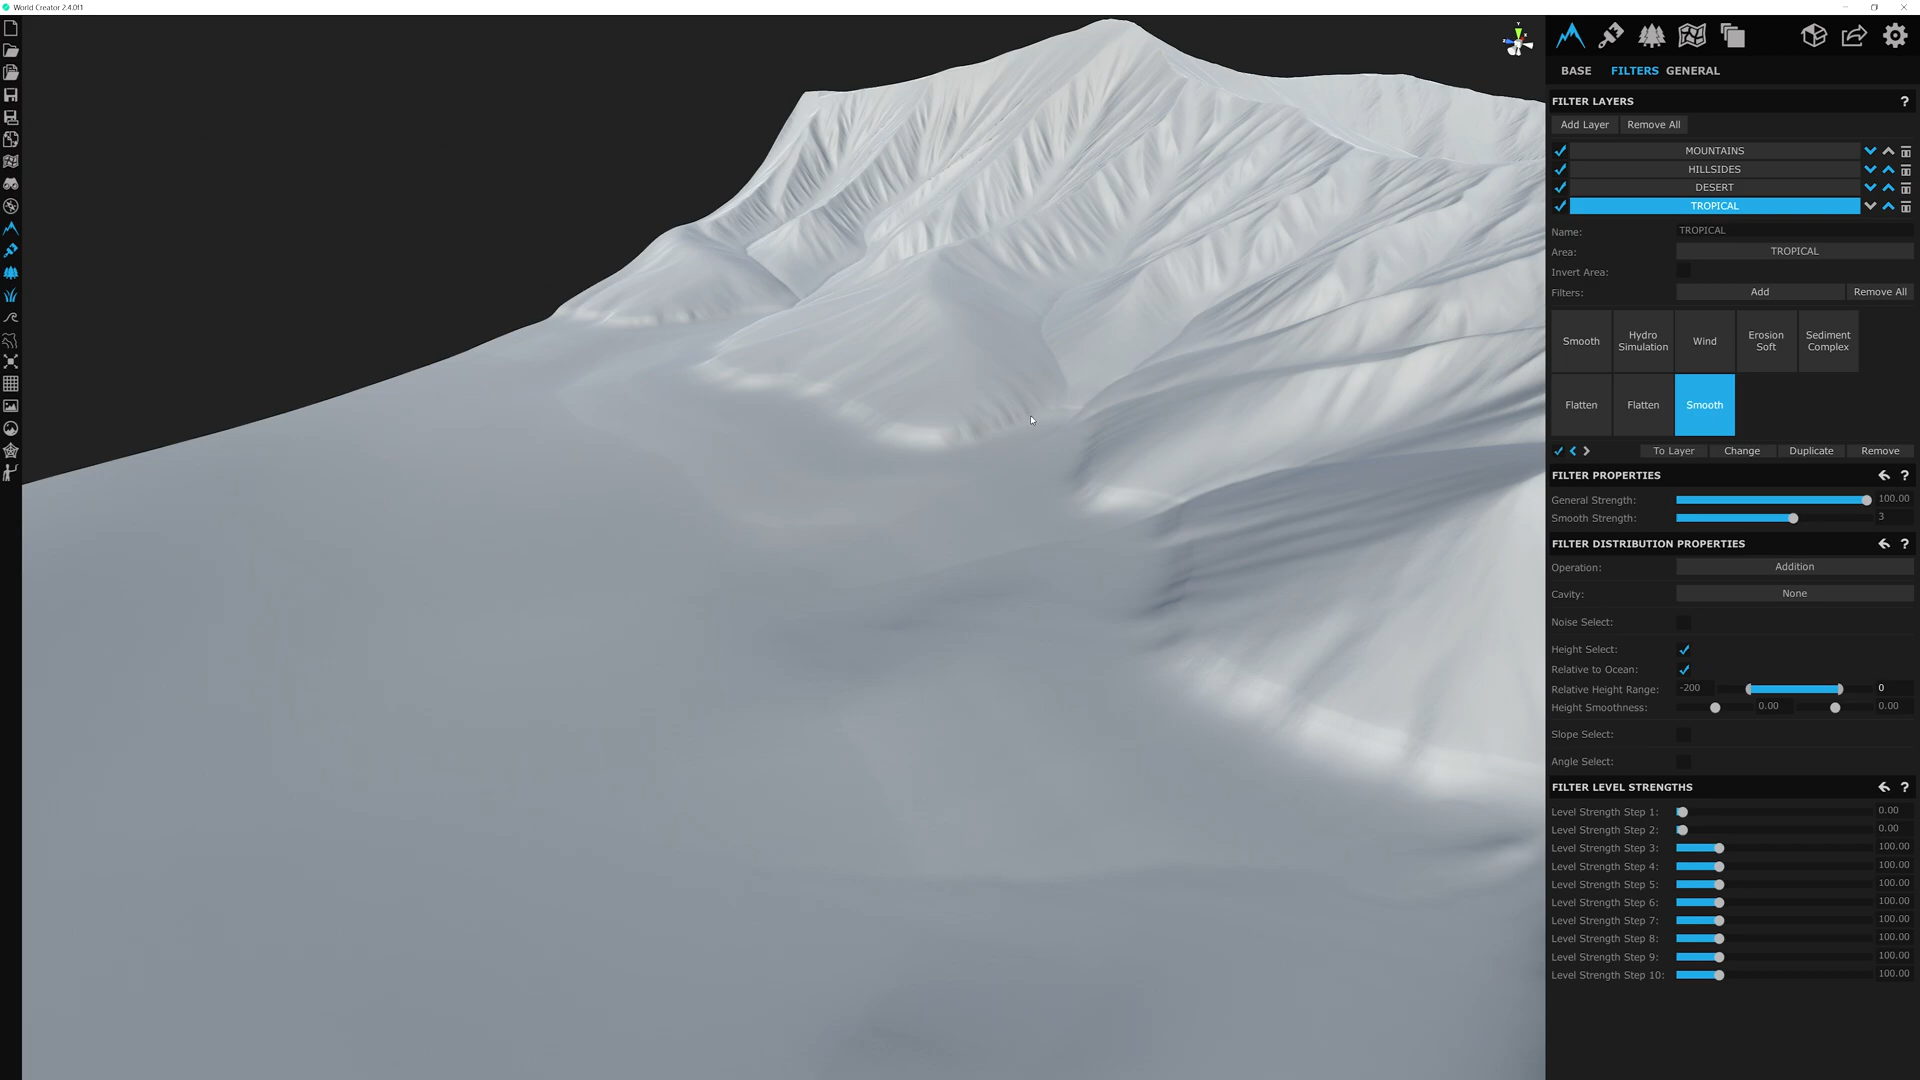 World Creator 2.4.0f1
BASE FILTERS GENERAL
FILTER LAYERS ?
Add Layer Remove All
MOUNTAINS
HILLSIDES
DESERT
TROPICAL
Name: TROPICAL
Area: TROPICAL
Invert Area:
Filters: Add Remove All
Smooth Hydro Simulation Wind Erosion Soft Sediment Complex
Flatten Flatten Smooth
To Layer Change Duplicate Remove
FILTER PROPERTIES ?
General Strength: 100.00
Smooth Strength: 3
FILTER DISTRIBUTION PROPERTIES ?
Operation: Addition
Cavity: None
Noise Select:
Height Select:
Relative to Ocean:
Relative Height Range: -200 0
Height Smoothness: 0.00 0.00
Slope Select:
Angle Select:
FILTER LEVEL STRENGTHS ?
Level Strength Step 1: 0.00
Level Strength Step 2: 0.00
Level Strength Step 3: 100.00
Level Strength Step 4: 100.00
Level Strength Step 5: 100.00
Level Strength Step 6: 100.00
Level Strength Step 7: 100.00
Level Strength Step 8: 100.00
Level Strength Step 9: 100.00
Level Strength Step 10: 100.00